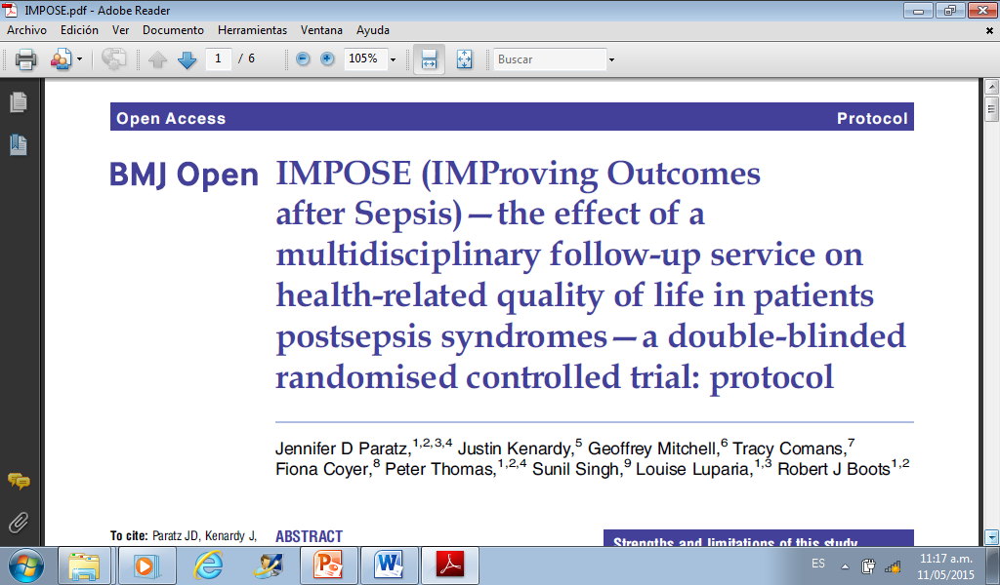 IMPOSE.pdf - Adobe Reader
Archivo Edición Ver Documento Herramientas Ventana Ayuda
1 / 6 105% Buscar
Open Access Protocol
BMJ Open
IMPOSE (IMProving Outcomes
after Sepsis)—the effect of a
multidisciplinary follow-up service on
health-related quality of life in patients
postsepsis syndromes—a double-blinded
randomised controlled trial: protocol
Jennifer D Paratz,1,2,3,4 Justin Kenardy,5 Geoffrey Mitchell,6 Tracy Comans,7
Fiona Coyer,8 Peter Thomas,1,2,4 Sunil Singh,9 Louise Luparia,1,3 Robert J Boots1,2
To cite: Paratz JD, Kenardy J,
ABSTRACT
Strengths and limitations of this study
ES
11:17 a.m.
11/05/2015